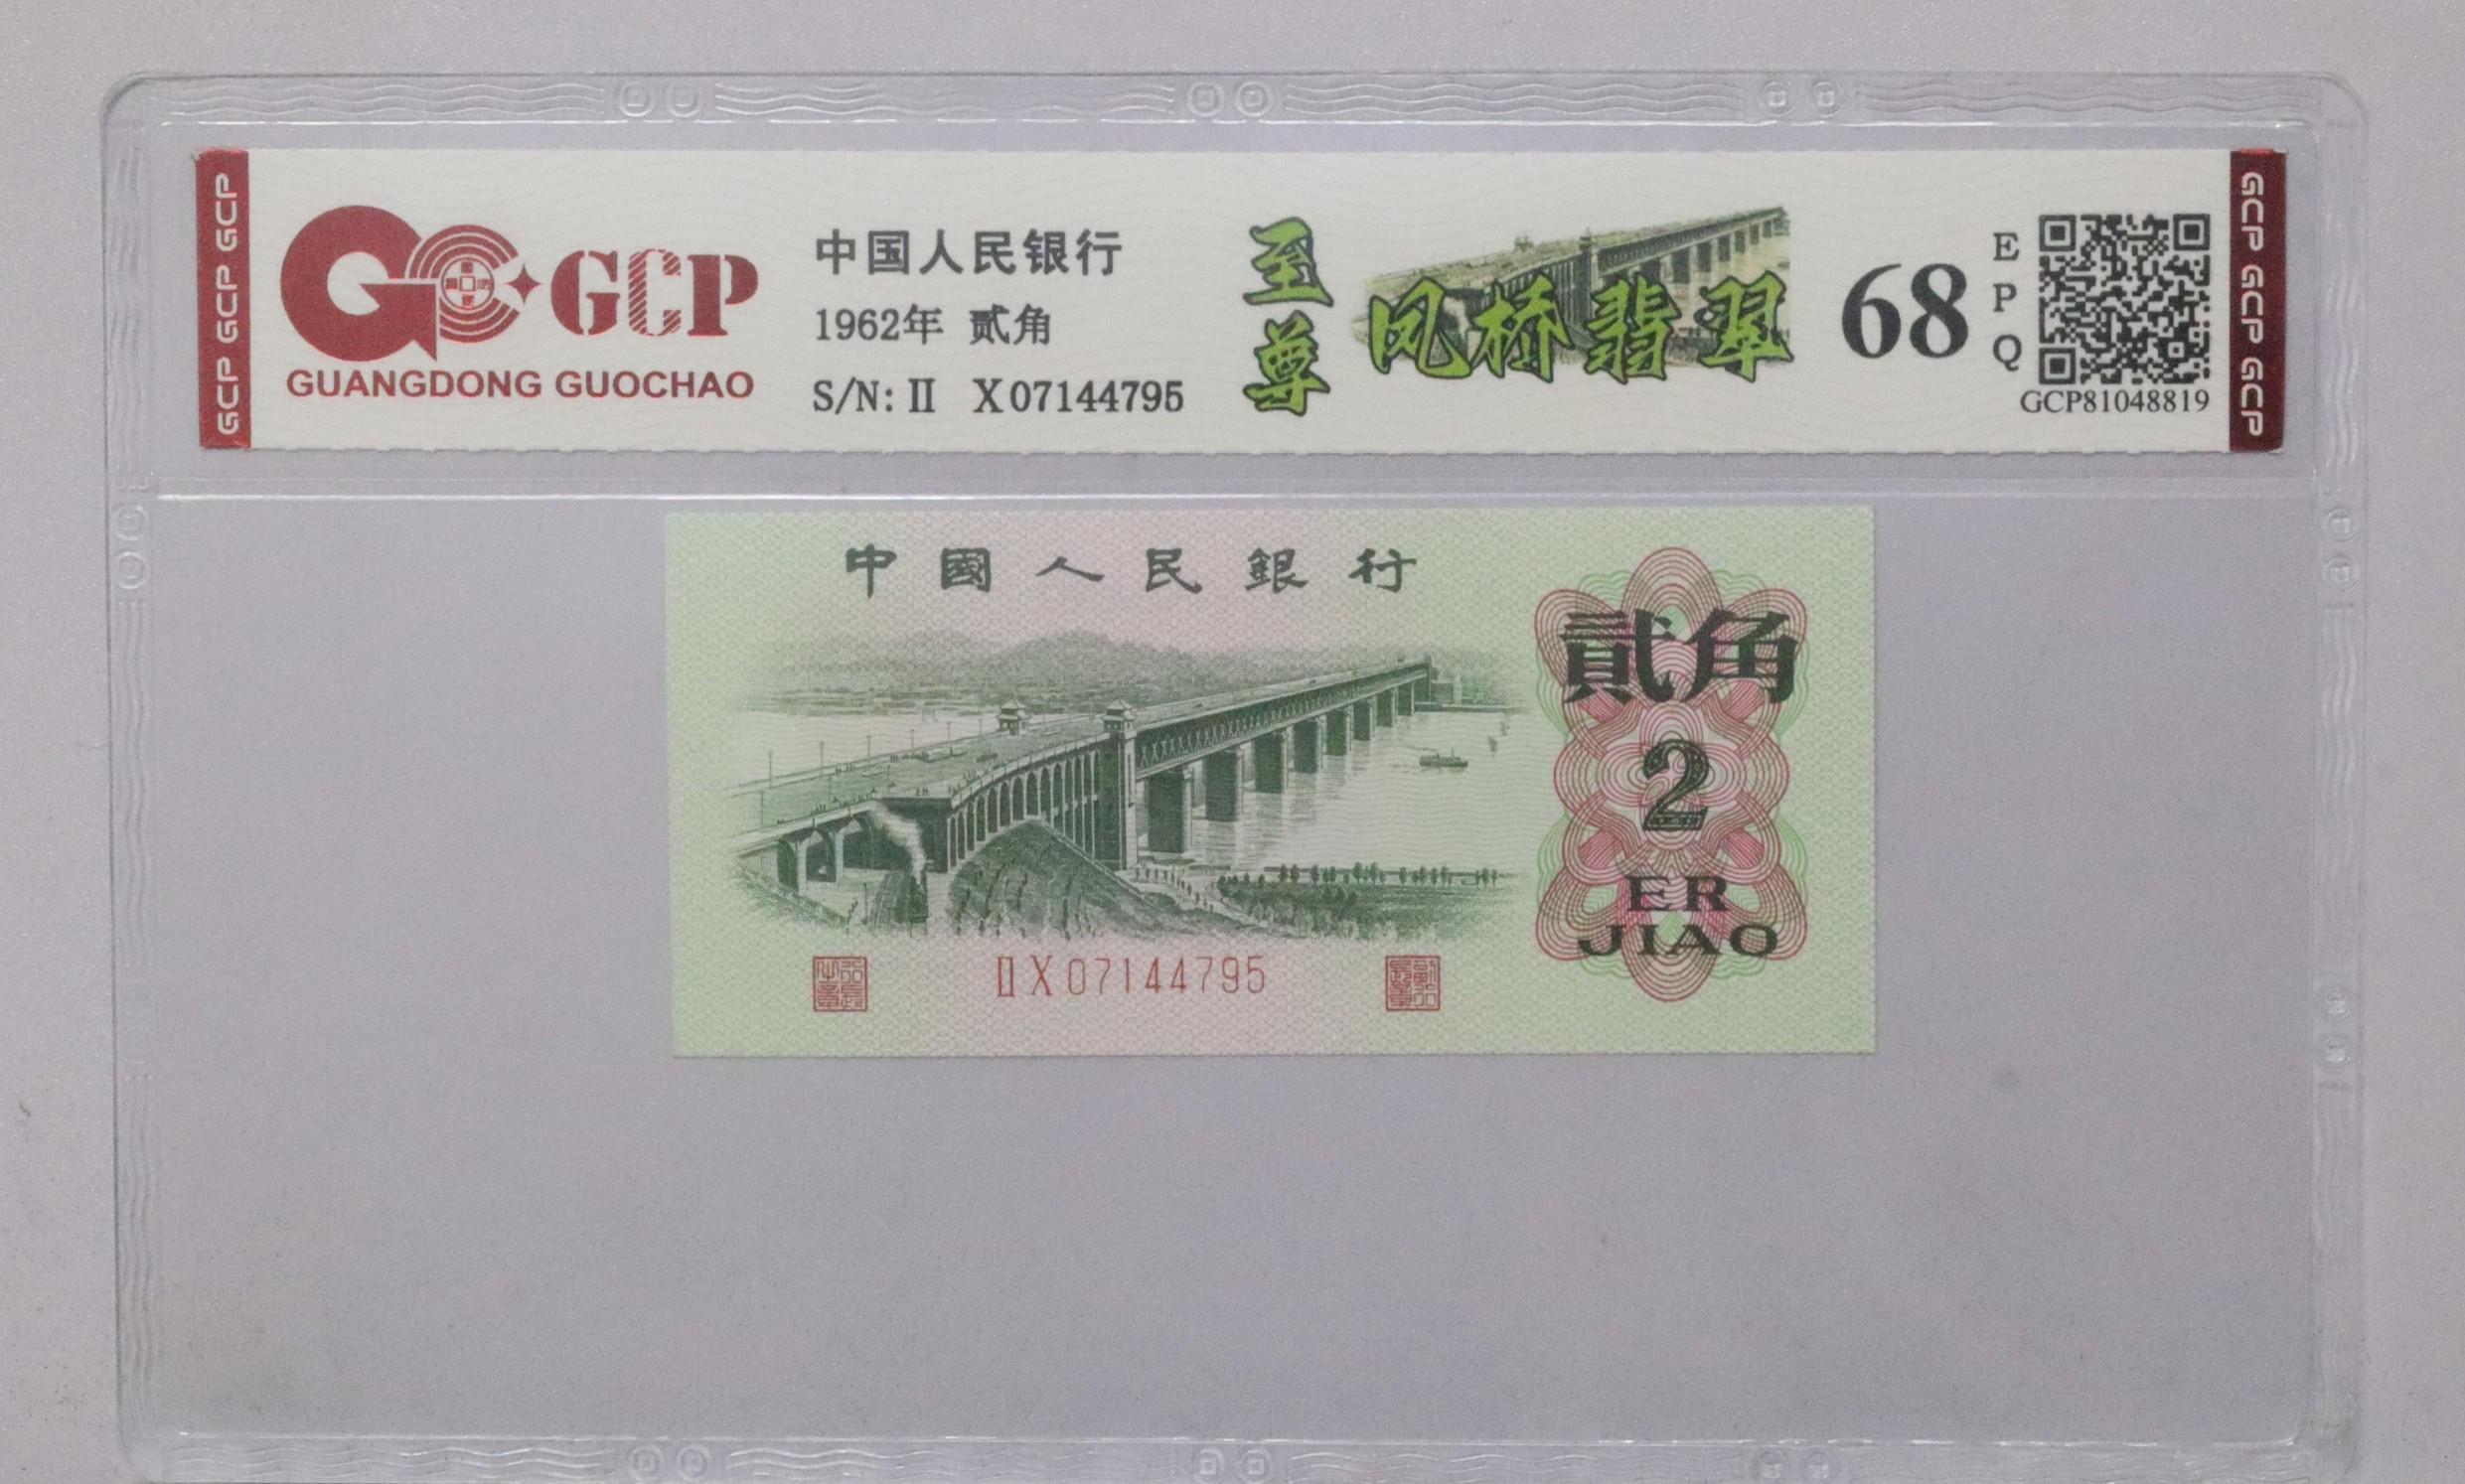 GCP GCP GCP
GCP
GUANGDONG GUOCHAO
中国人民银行
1962年 贰角
S/N: II X07144795
至尊
凤桥翡翠
68
EPQ
GCP81048819
GCP GCP GCP
中國人民銀行
貳角
2
ER
JIAO
II X 07144795